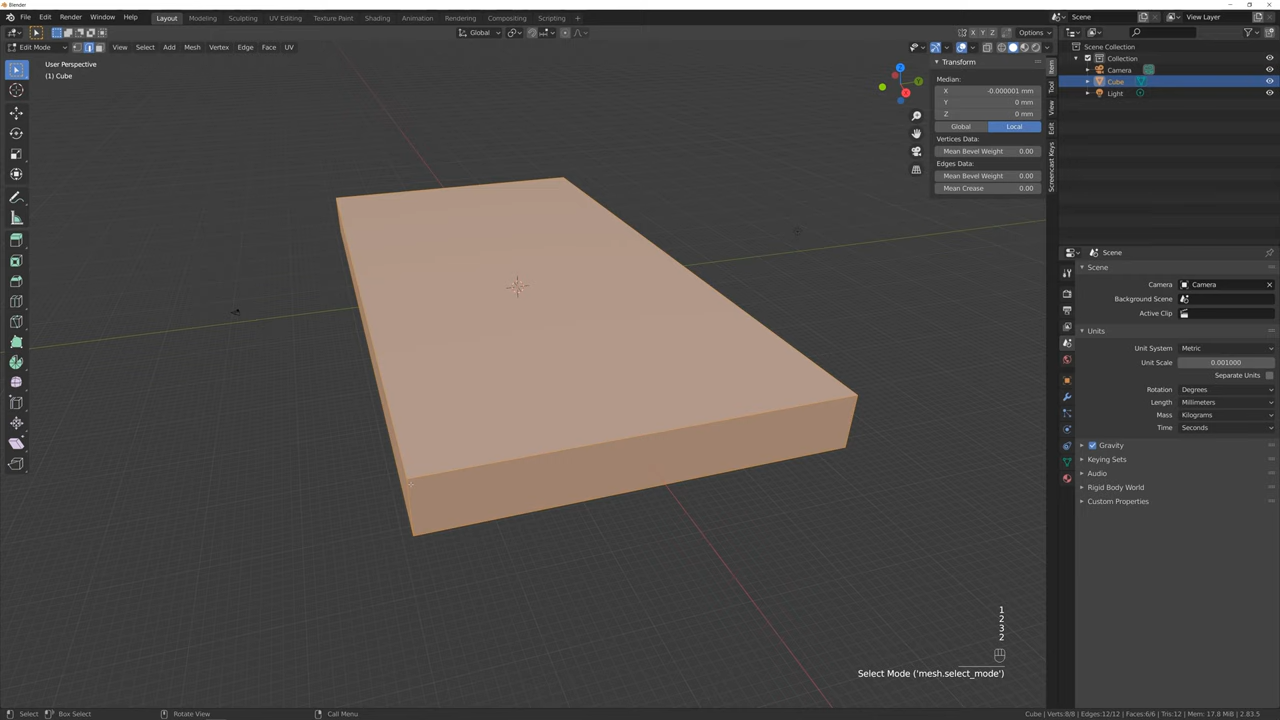 Blender
File Edit Render Window Help
Layout Modeling Sculpting UV Editing Texture Paint Shading Animation Rendering Compositing Scripting +
Scene
View Layer
Global
X Y Z
Options
Edit Mode
View Select Add Mesh Vertex Edge Face UV
User Perspective
(1) Cube
Z
Y
X
Transform
Median:
X -0.000001 mm
Y 0 mm
Z 0 mm
Global Local
Vertices Data:
Mean Bevel Weight 0.00
Edges Data:
Mean Bevel Weight 0.00
Mean Crease 0.00
Item
Tool
View
Edit
Screencast Keys
Scene Collection
Collection
Camera
Cube
Light
Scene
Scene
Camera Camera
Background Scene
Active Clip
Units
Unit System Metric
Unit Scale 0.001000
Separate Units
Rotation Degrees
Length Millimeters
Mass Kilograms
Time Seconds
Gravity
Keying Sets
Audio
Rigid Body World
Custom Properties
1
2
3
2
Select Mode ('mesh.select_mode')
Select Box Select Rotate View Call Menu
Cube | Verts:8/8 | Edges:12/12 | Faces:6/6 | Tris:12 | Mem: 17.8 MiB | 2.83.5